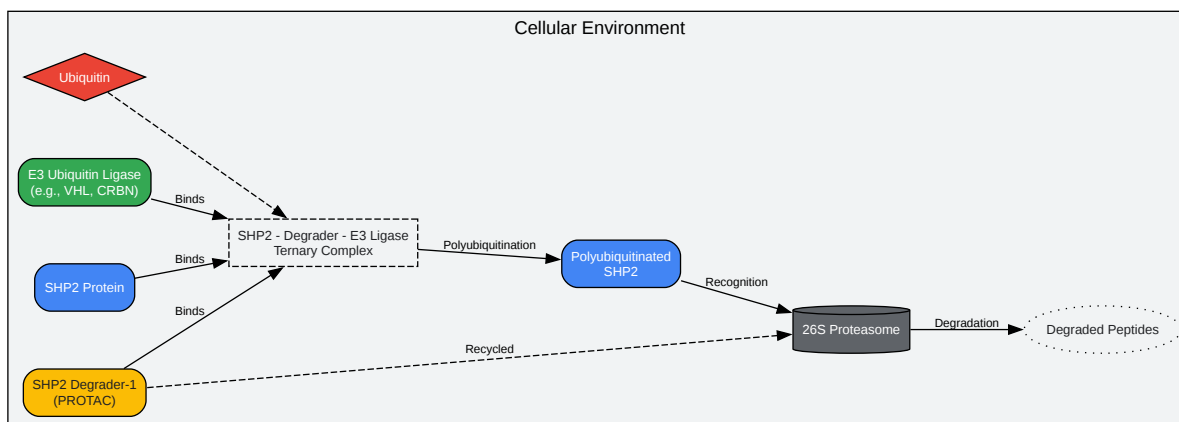 Cellular Environment
Ubiquitin
E3 Ubiquitin Ligase
(e.g., VHL, CRBN)
Binds
SHP2 - Degrader - E3 Ligase
Ternary Complex
Polyubiquitination
Polyubiquitinated
SHP2
SHP2 Protein
Binds
Recognition
Binds
26S Proteasome
Degradation
Degraded Peptides
Recycled
SHP2 Degrader-1
(PROTAC)